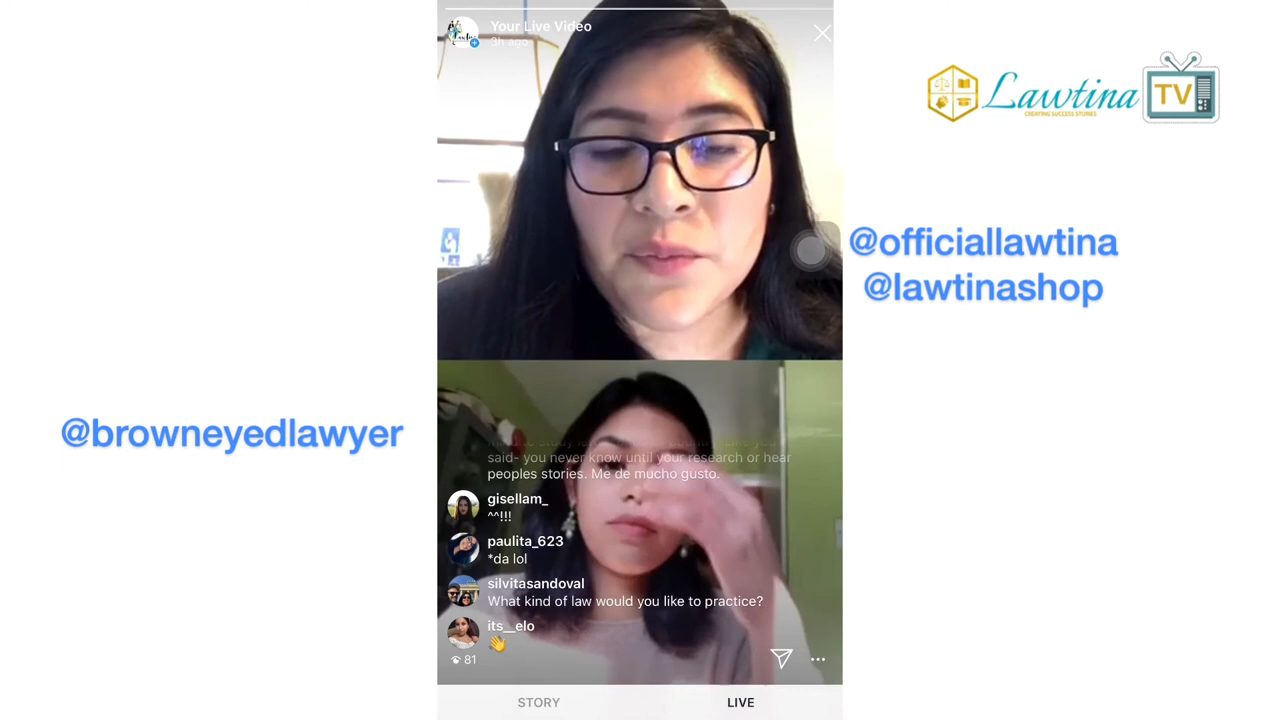 Your Live Video
3h ago
Lawtina
CREATING SUCCESS STORIES
TV
@officiallawtina
@lawtinashop
@browneyedlawyer
said- you never know until your research or hear
peoples stories. Me de mucho gusto.
gisellam_
^^!!!
paulita_623
*da lol
silvitasandoval
What kind of law would you like to practice?
its__elo
👋
81
STORY
LIVE